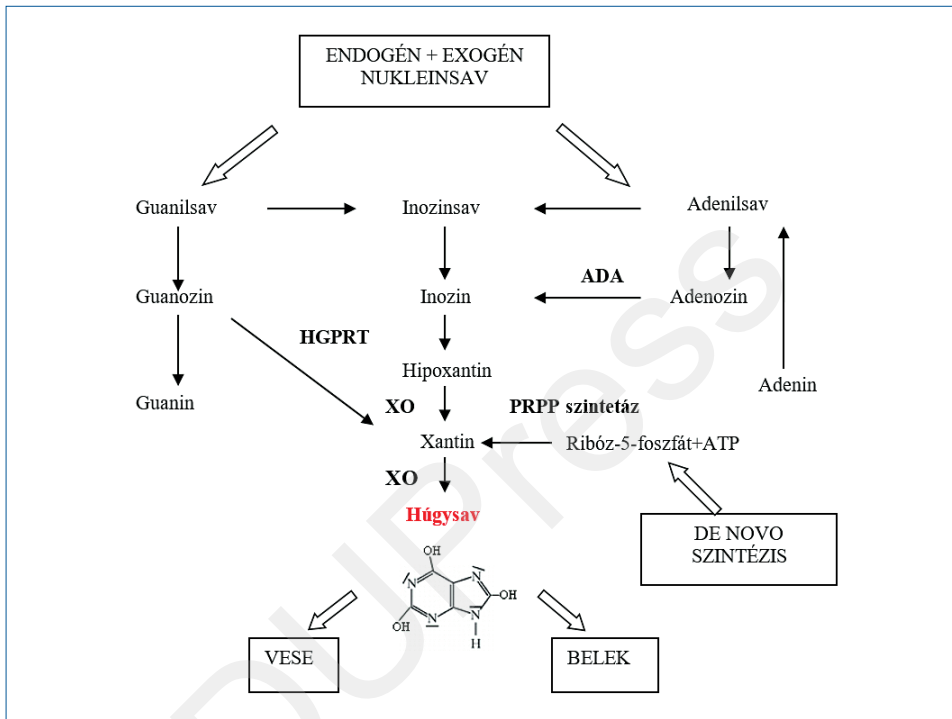 ENDOGÉN + EXOGÉN
NUKLEINSAV
Guanilsav
Inozinsav
Adenilsav
Guanozin
Inozin
ADA
Adenozin
HGPRT
Hipoxantin
Adenin
Guanin
XO
PRPP szintetáz
Xantin
Ribóz-5-foszfát+ATP
XO
Húgysav
DE NOVO
SZINTÉZIS
OH
N
N
OH
OH
N
N
H
VESE
BELEK
DUPress